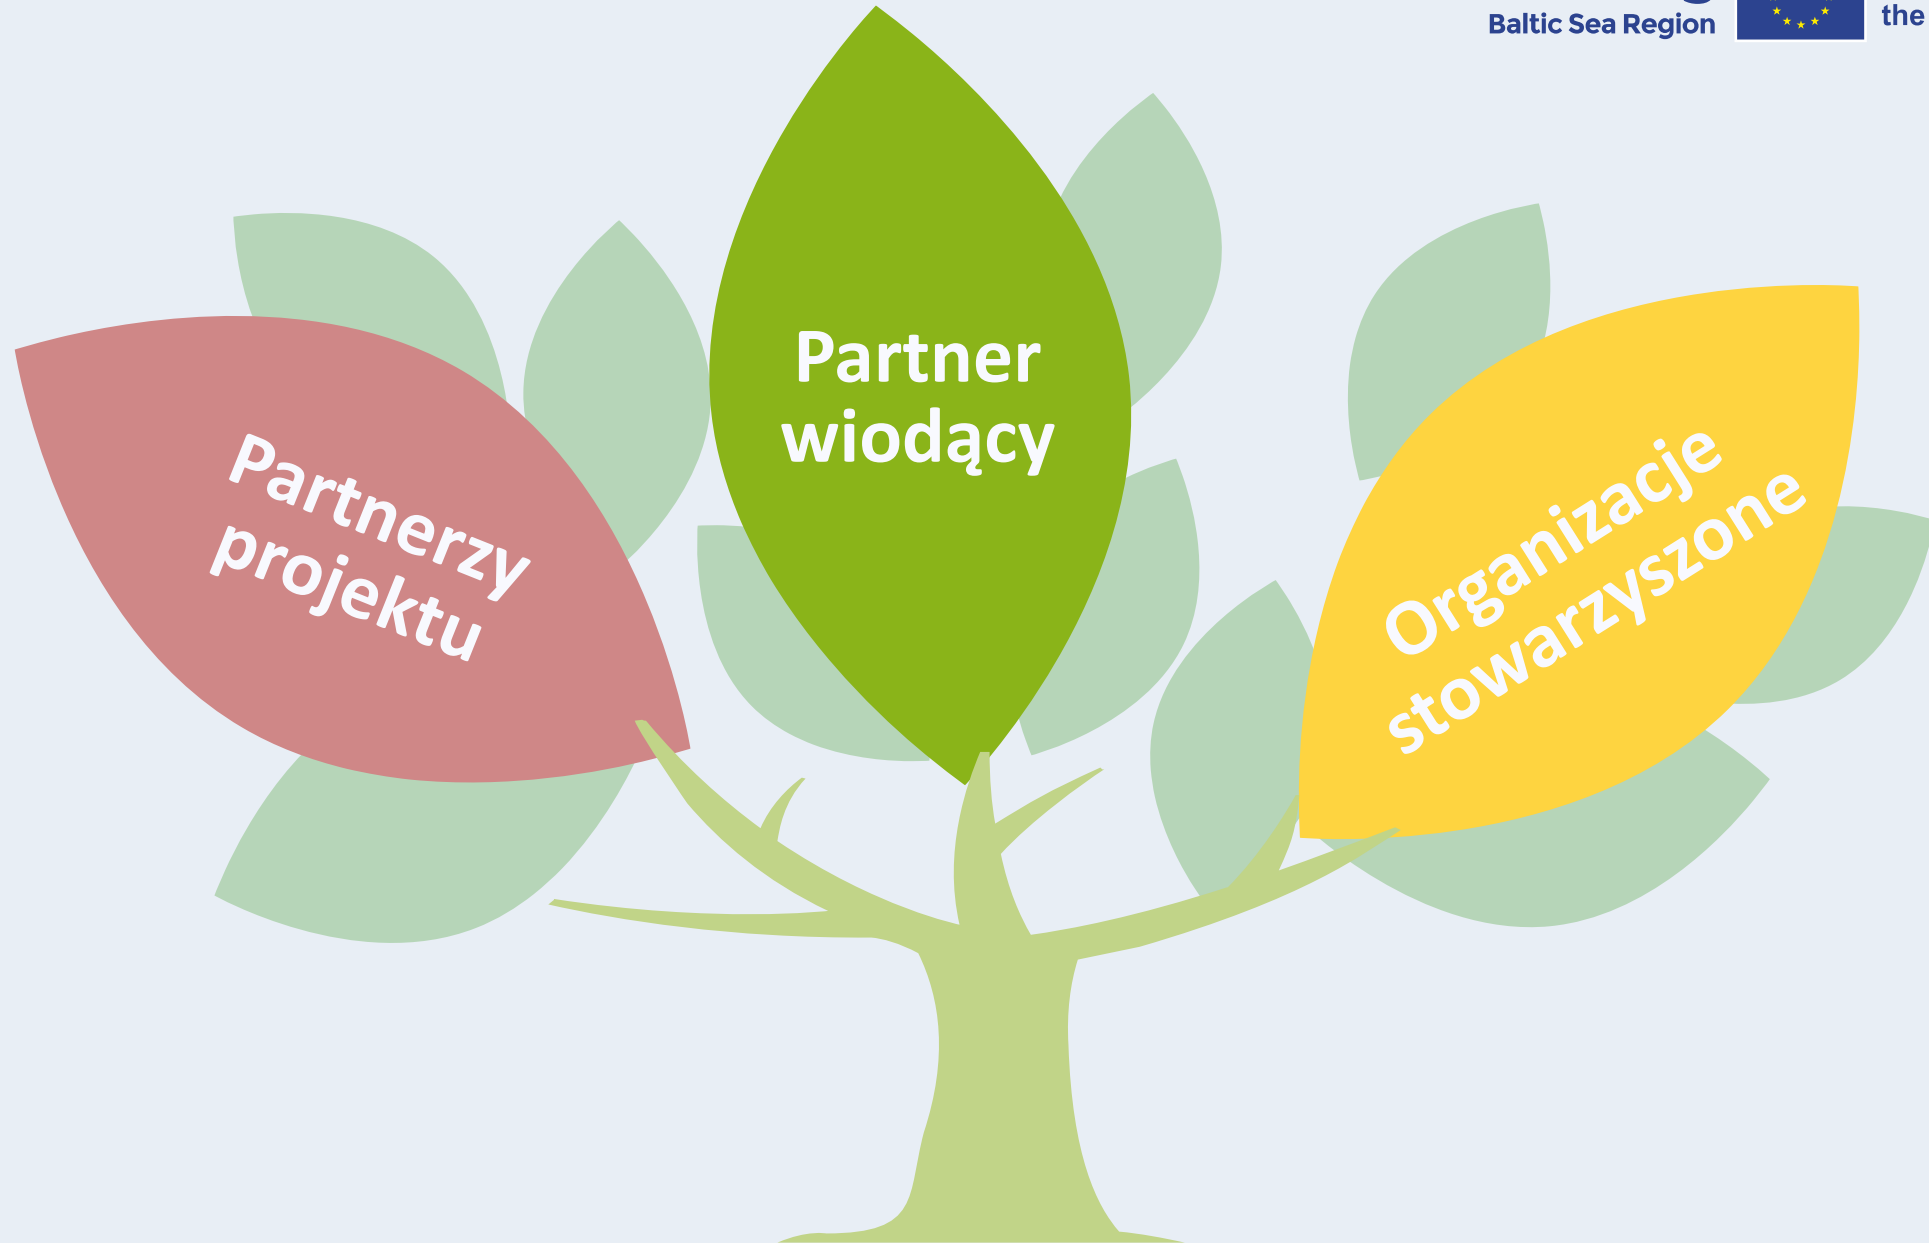 Baltic Sea Region
the
Partner
wiodący
Partnerzy
projektu
Organizacje
stowarzyszone